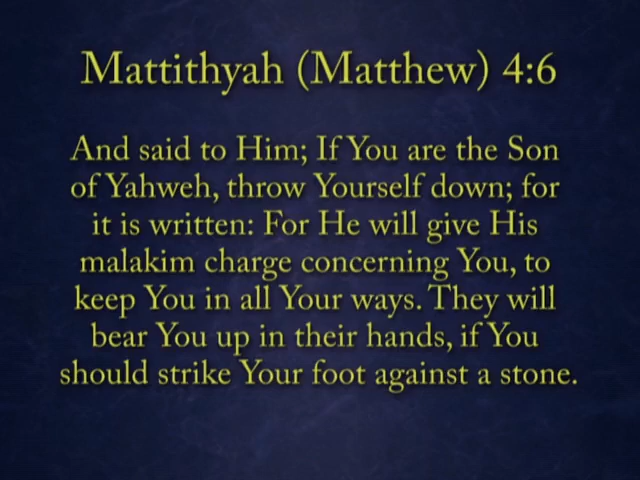 Mattithyah (Matthew) 4:6
And said to Him; If You are the Son
of Yahweh, throw Yourself down; for
it is written: For He will give His
malakim charge concerning You, to
keep You in all Your ways. They will
bear You up in their hands, if You
should strike Your foot against a stone.